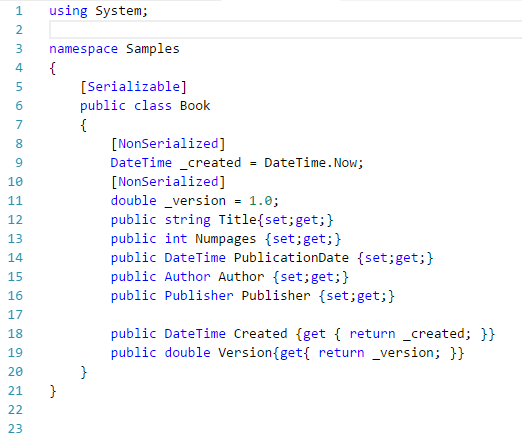 1 using System;
2
3 namespace Samples
4 {
5 [Serializable]
6 public class Book
7 {
8 [NonSerialized]
9 DateTime _created = DateTime.Now;
10 [NonSerialized]
11 double _version = 1.0;
12 public string Title{set;get;}
13 public int Numpages {set;get;}
14 public DateTime PublicationDate {set;get;}
15 public Author Author {set;get;}
16 public Publisher Publisher {set;get;}
17
18 public DateTime Created {get { return _created; }}
19 public double Version{get{ return _version; }}
20 }
21 }
22
23